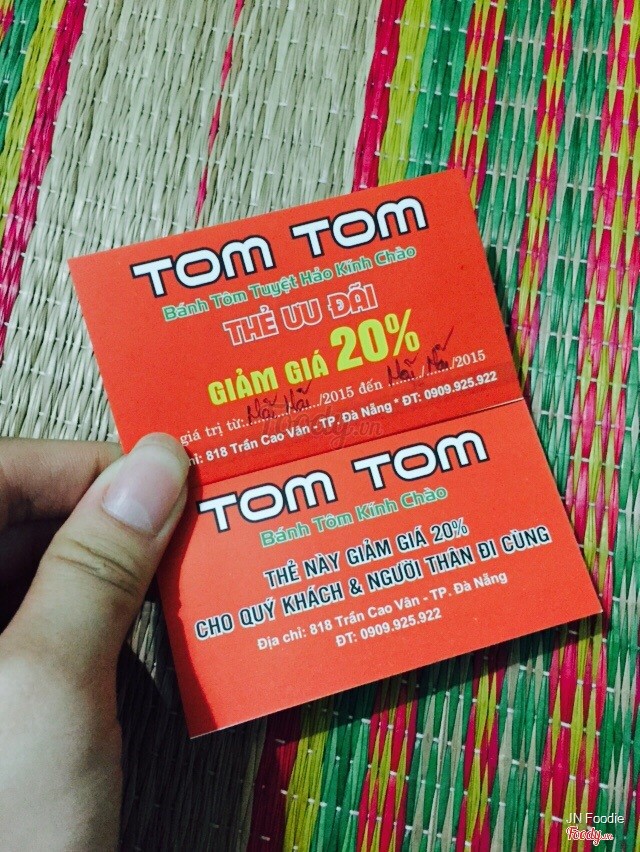 TOM TOM
Bánh Tôm Tuyệt Hảo Kính Chào
THẺ ƯU ĐÃI
GIẢM GIÁ 20%
giá trị từ: /2015 đến /2015
chỉ: 818 Trần Cao Vân - TP. Đà Nẵng * ĐT: 0909.925.922
TOM TOM
Bánh Tôm Kính Chào
THẺ NÀY GIẢM GIÁ 20%
CHO QUÝ KHÁCH & NGƯỜI THÂN ĐI CÙNG
Địa chỉ: 818 Trần Cao Vân - TP. Đà Nẵng
ĐT: 0909.925.922
Foody.vn
JN Foodie
Foody.vn